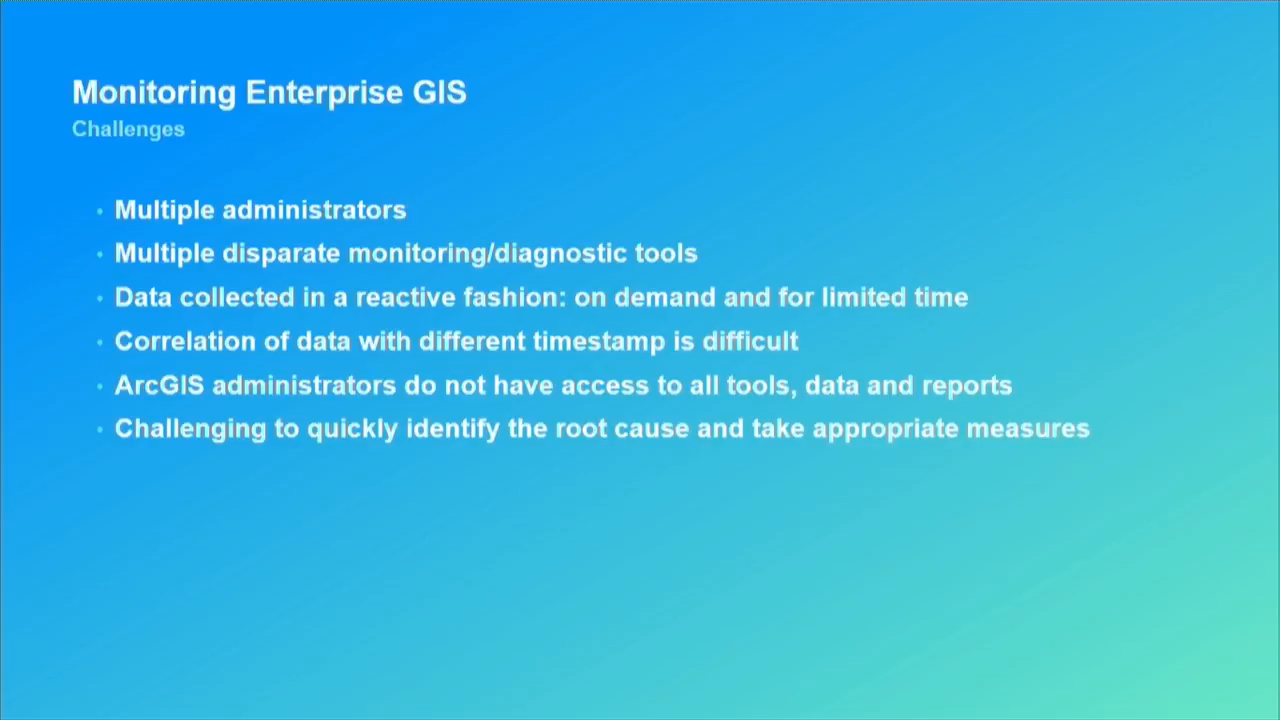 Monitoring Enterprise GIS
Challenges
• Multiple administrators
• Multiple disparate monitoring/diagnostic tools
• Data collected in a reactive fashion: on demand and for limited time
• Correlation of data with different timestamp is difficult
• ArcGIS administrators do not have access to all tools, data and reports
• Challenging to quickly identify the root cause and take appropriate measures